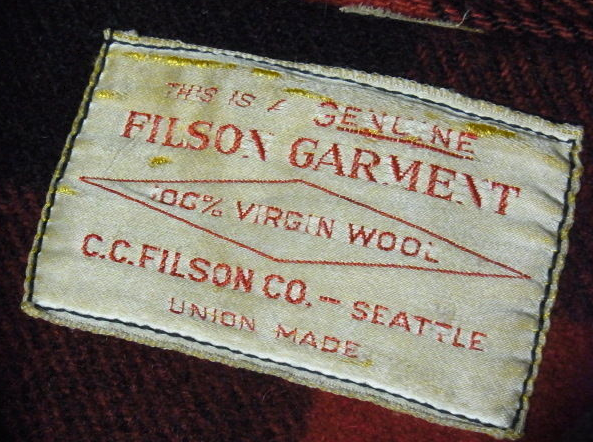 THIS IS A GENUINE
FILSON GARMENT
100% VIRGIN WOOL
C.C. FILSON CO. — SEATTLE
UNION MADE